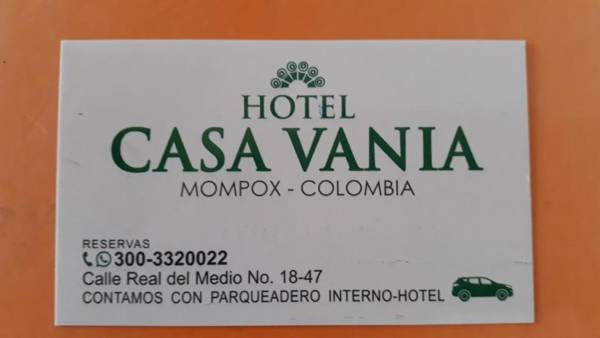 HOTEL
CASA VANIA
MOMPOX - COLOMBIA
RESERVAS
300-3320022
Calle Real del Medio No. 18-47
CONTAMOS CON PARQUEADERO INTERNO-HOTEL